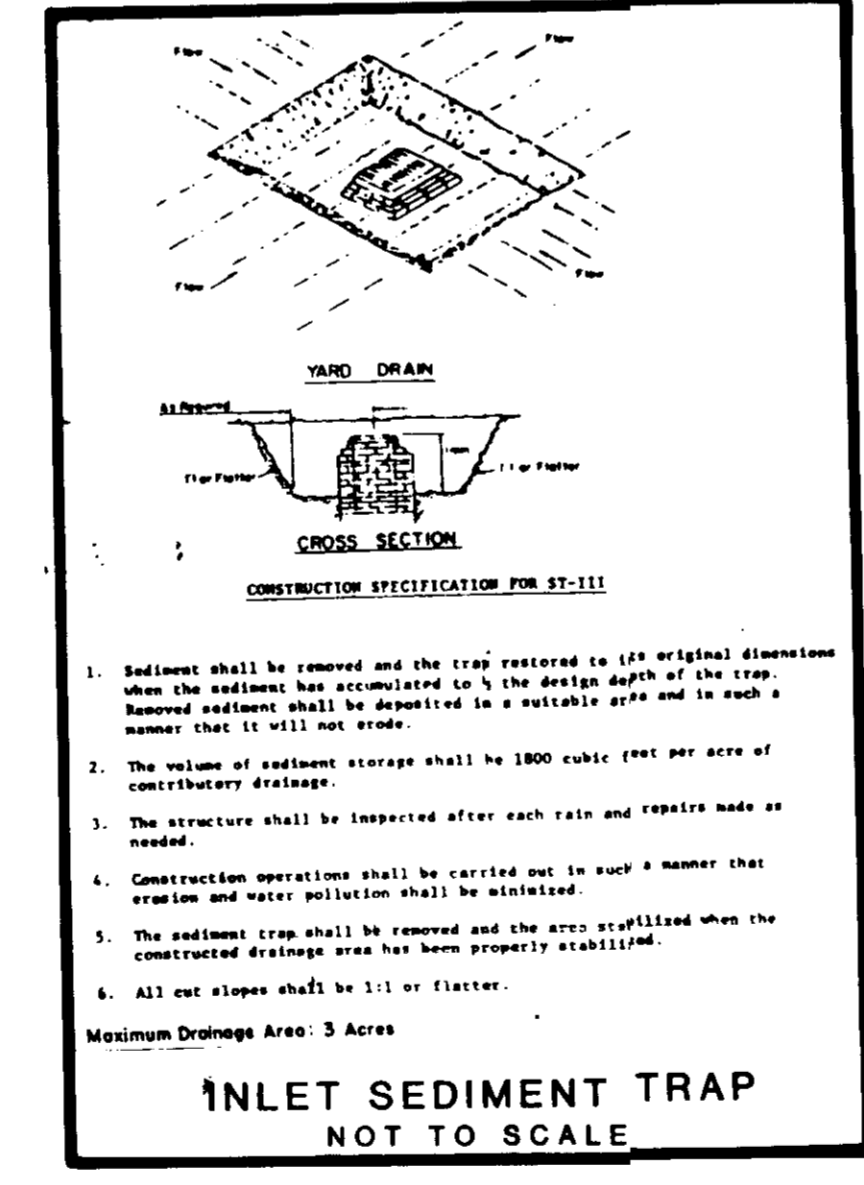 Flow
Flow
Flow
Flow
YARD DRAIN
As Required
1:1 or Flatter
1:1 or Flatter
CROSS SECTION
CONSTRUCTION SPECIFICATION FOR ST-III
1. Sediment shall be removed and the trap restored to its original dimensions
when the sediment has accumulated to ½ the design depth of the trap.
Removed sediment shall be deposited in a suitable area and in such a
manner that it will not erode.
2. The volume of sediment storage shall be 1800 cubic feet per acre of
contributory drainage.
3. The structure shall be inspected after each rain and repairs made as
needed.
4. Construction operations shall be carried out in such a manner that
erosion and water pollution shall be minimized.
5. The sediment trap shall be removed and the area stabilized when the
constructed drainage area has been properly stabilized.
6. All cut slopes shall be 1:1 or flatter.
Maximum Drainage Area: 3 Acres
INLET SEDIMENT TRAP
NOT TO SCALE